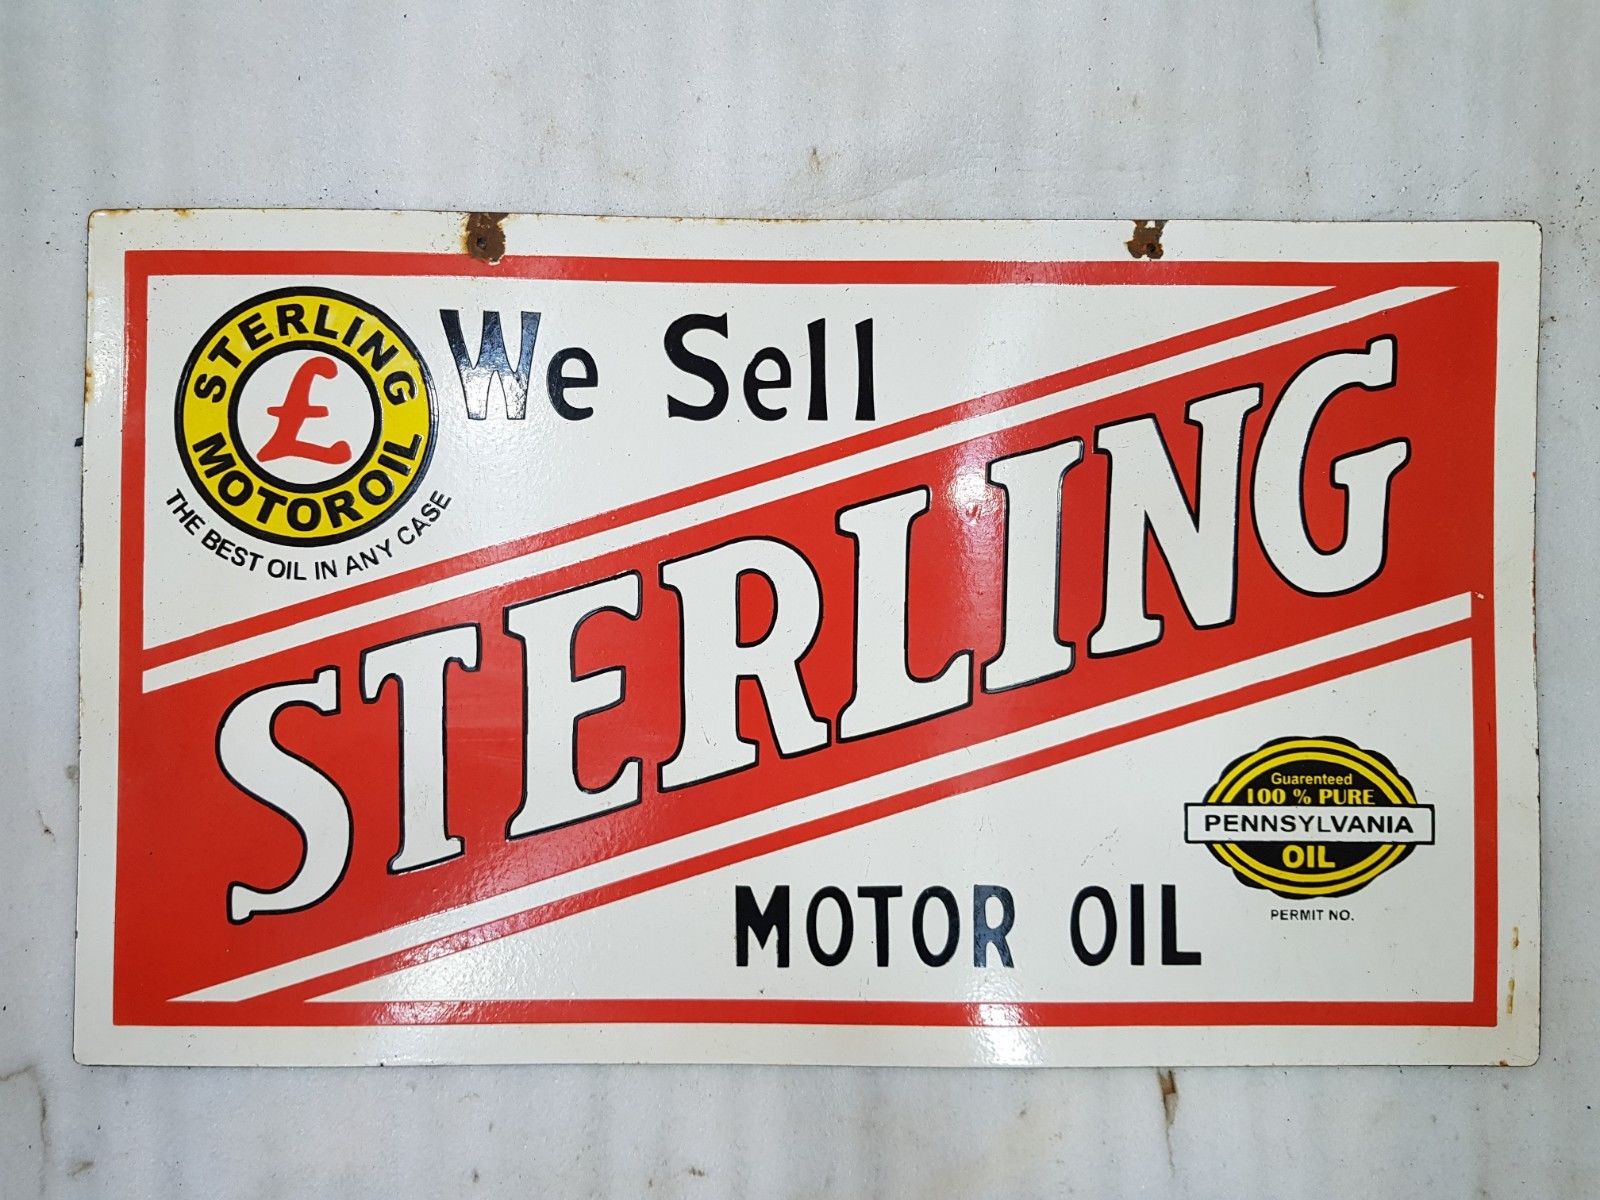 STERLING
£
MOTOROIL
THE BEST OIL IN ANY CASE
We Sell
STERLING
MOTOR OIL
Guarenteed
100 % PURE
PENNSYLVANIA
OIL
PERMIT NO.